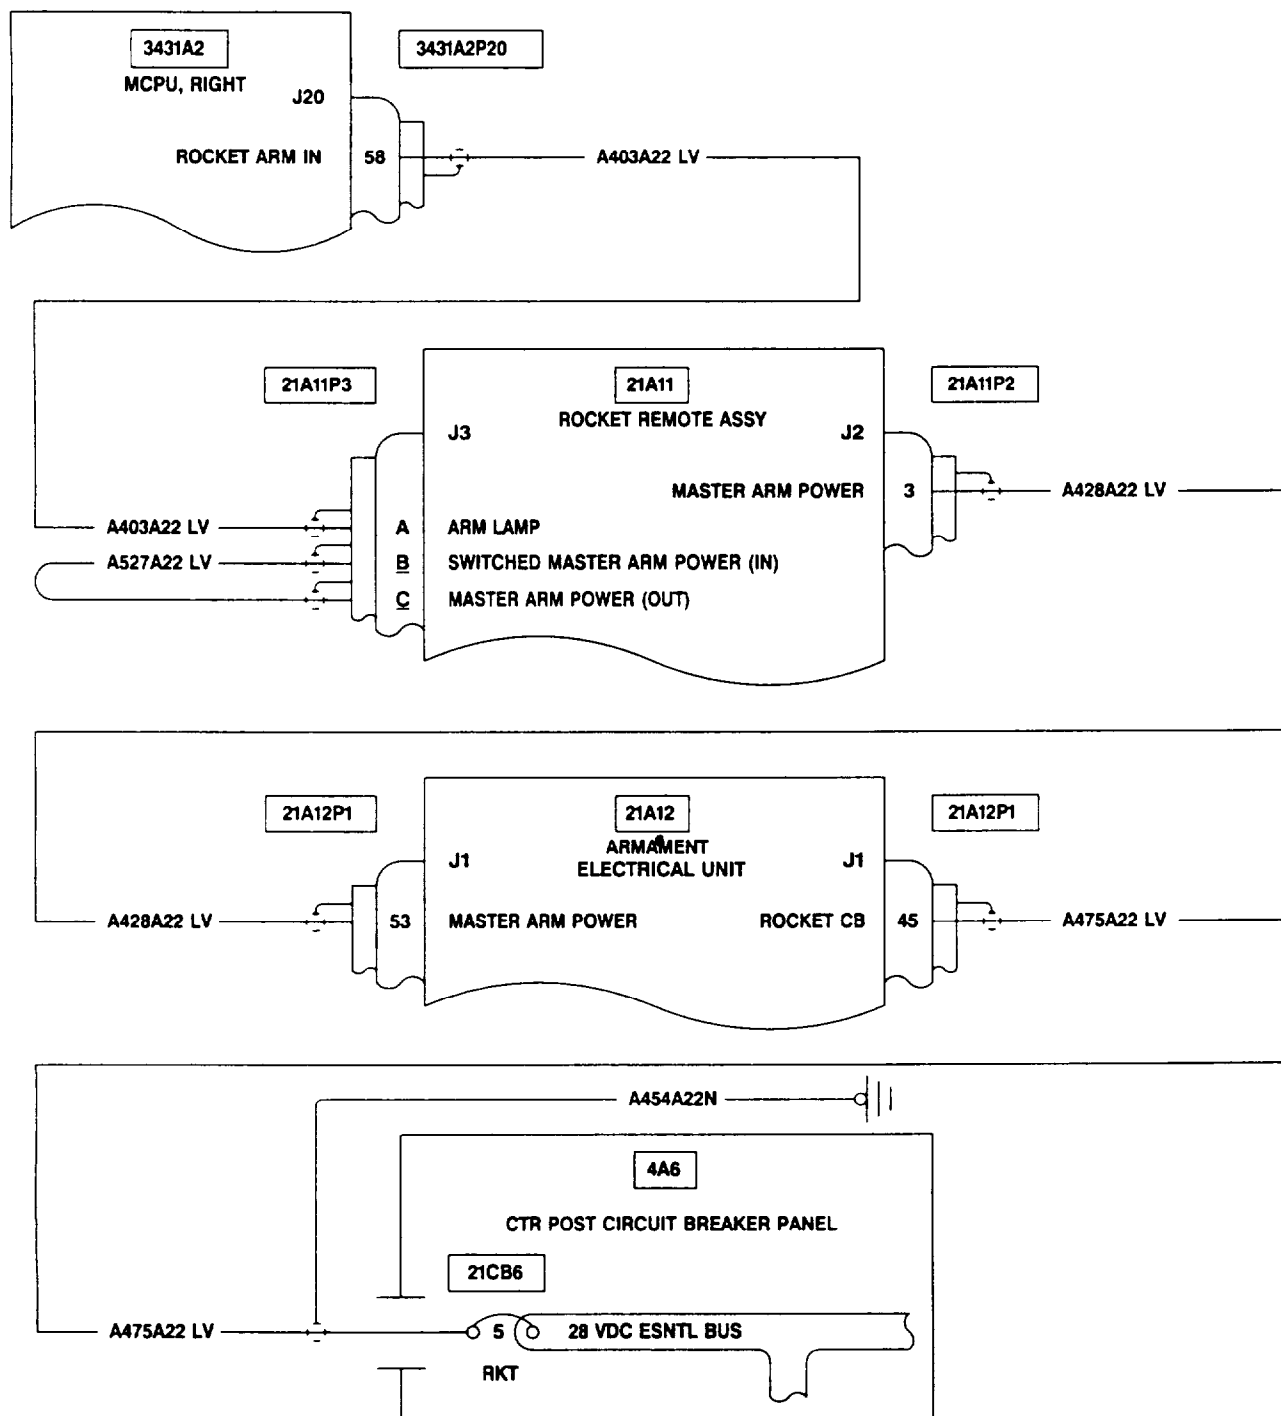 3431A2
3431A2P20
MCPU, RIGHT
J20
ROCKET ARM IN 58 A403A22 LV
21A11P3
21A11
21A11P2
ROCKET REMOTE ASSY
J3
J2
MASTER ARM POWER 3 A428A22 LV
A403A22 LV A ARM LAMP
A527A22 LV B SWITCHED MASTER ARM POWER (IN)
C MASTER ARM POWER (OUT)
21A12P1
21A12
21A12P1
ARMAMENT
ELECTRICAL UNIT
J1
J1
A428A22 LV 53 MASTER ARM POWER ROCKET CB 45 A475A22 LV
A454A22N
4A6
CTR POST CIRCUIT BREAKER PANEL
21CB6
A475A22 LV 5 28 VDC ESNTL BUS
RKT